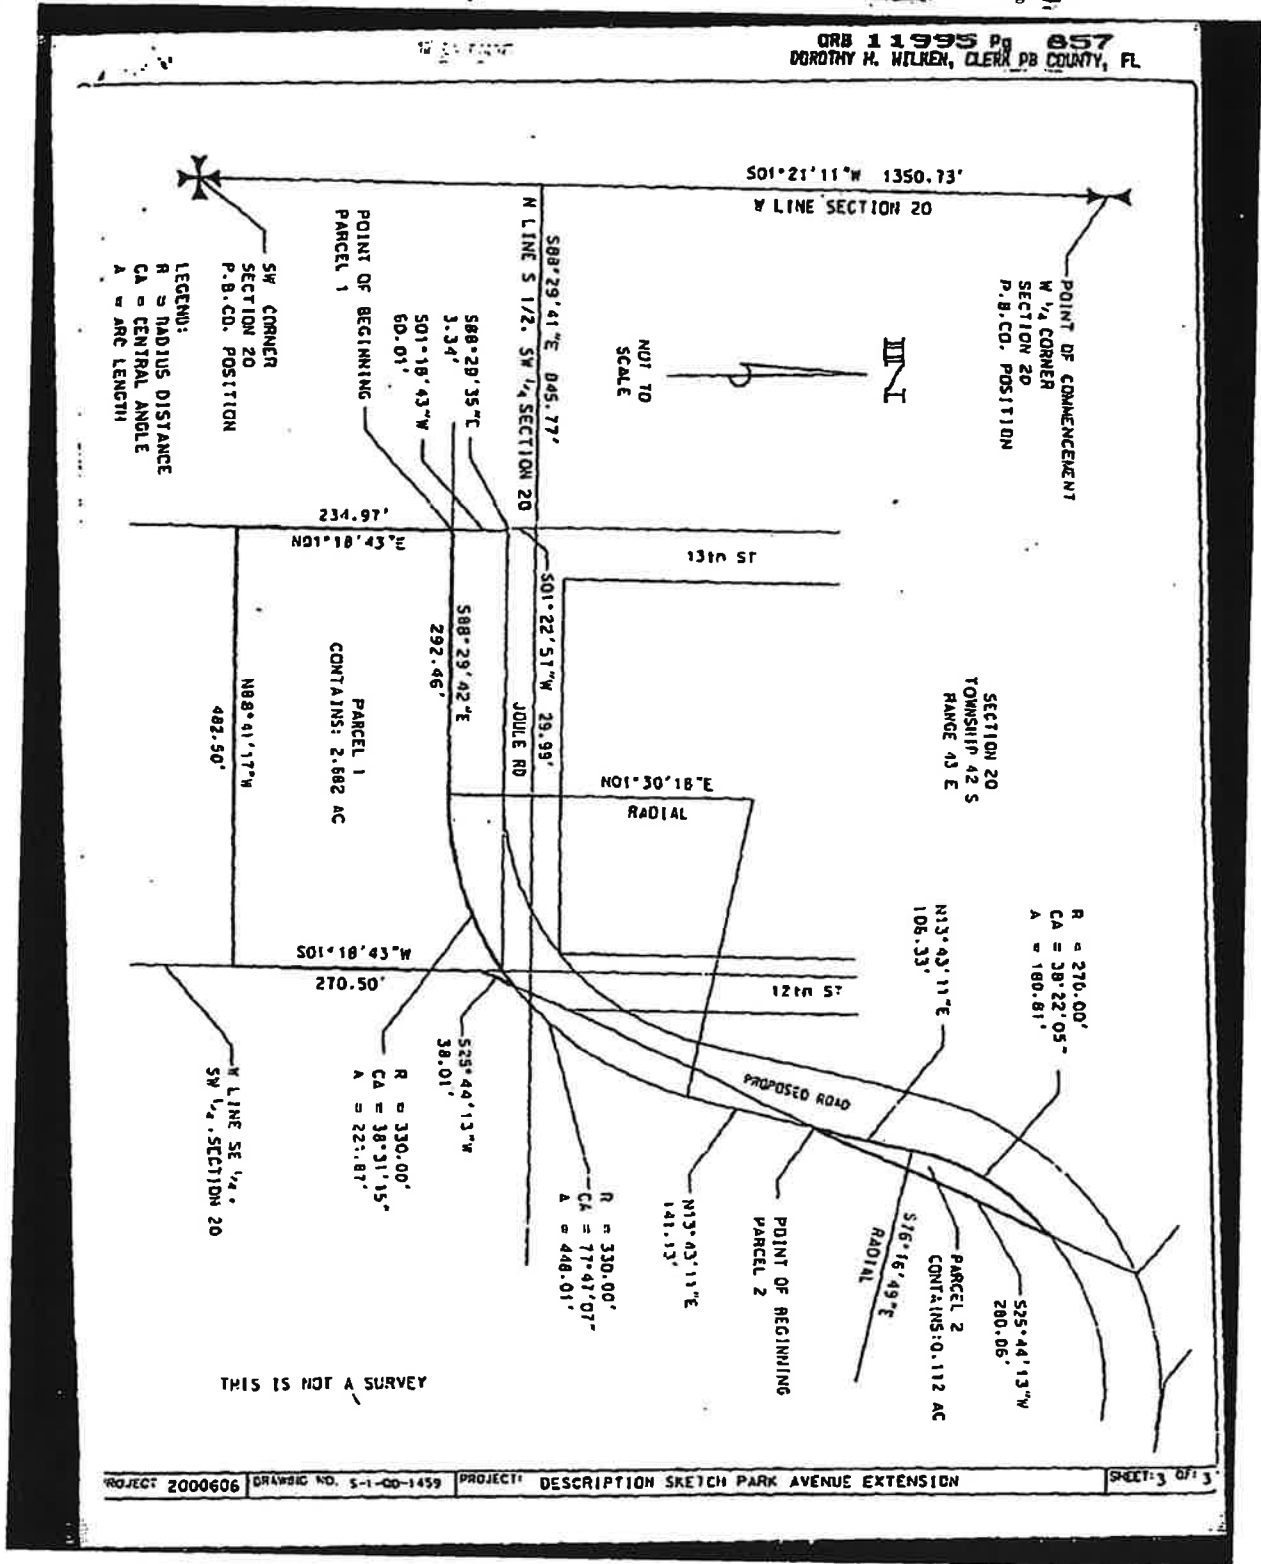 ORB 11995 Pg 857
DOROTHY H. WILKEN, CLERK PB COUNTY, FL
S01°21'11"W 1350.73'
W LINE SECTION 20
POINT OF COMMENCEMENT
W 1/4 CORNER
SECTION 20
P.B.CO. POSITION
N
NOT TO
SCALE
S88°29'41"E 845.77'
N LINE S 1/2, SW 1/4 SECTION 20
POINT OF BEGINNING
PARCEL 1
S88°29'35"E
3.34'
S01°18'43"W
60.01'
SW CORNER
SECTION 20
P.B.CO. POSITION
LEGEND:
R = RADIUS DISTANCE
CA = CENTRAL ANGLE
A = ARC LENGTH
234.97'
N01°18'43"E
13th ST
S01°22'51"W 29.99'
S88°29'42"E
292.46'
JOULE RD
PARCEL 1
CONTAINS: 2.682 AC
N88°41'17"W
482.50'
N01°30'18"E
RADIAL
SECTION 20
TOWNSHIP 42 S
RANGE 43 E
R = 270.00'
CA = 38°22'05"
A = 180.81'
N13°43'11"E
106.33'
S01°18'43"W
270.50'
12th ST
S25°44'13"W
38.01'
R = 330.00'
CA = 38°31'15"
A =
W LINE SE 1/4,
SW 1/4, SECTION 20
PROPOSED ROAD
R = 330.00'
CA = 77°47'07"
A = 448.01'
N13°43'11"E
141.13'
POINT OF BEGINNING
PARCEL 2
S76°16'49"E
RADIAL
PARCEL 2
CONTAINS:0.112 AC
S25°44'13"W
280.06'
THIS IS NOT A SURVEY
PROJECT: 2000606 DRAWING NO. S-1-00-1459 PROJECT: DESCRIPTION SKETCH PARK AVENUE EXTENSION SHEET: 3 OF: 3